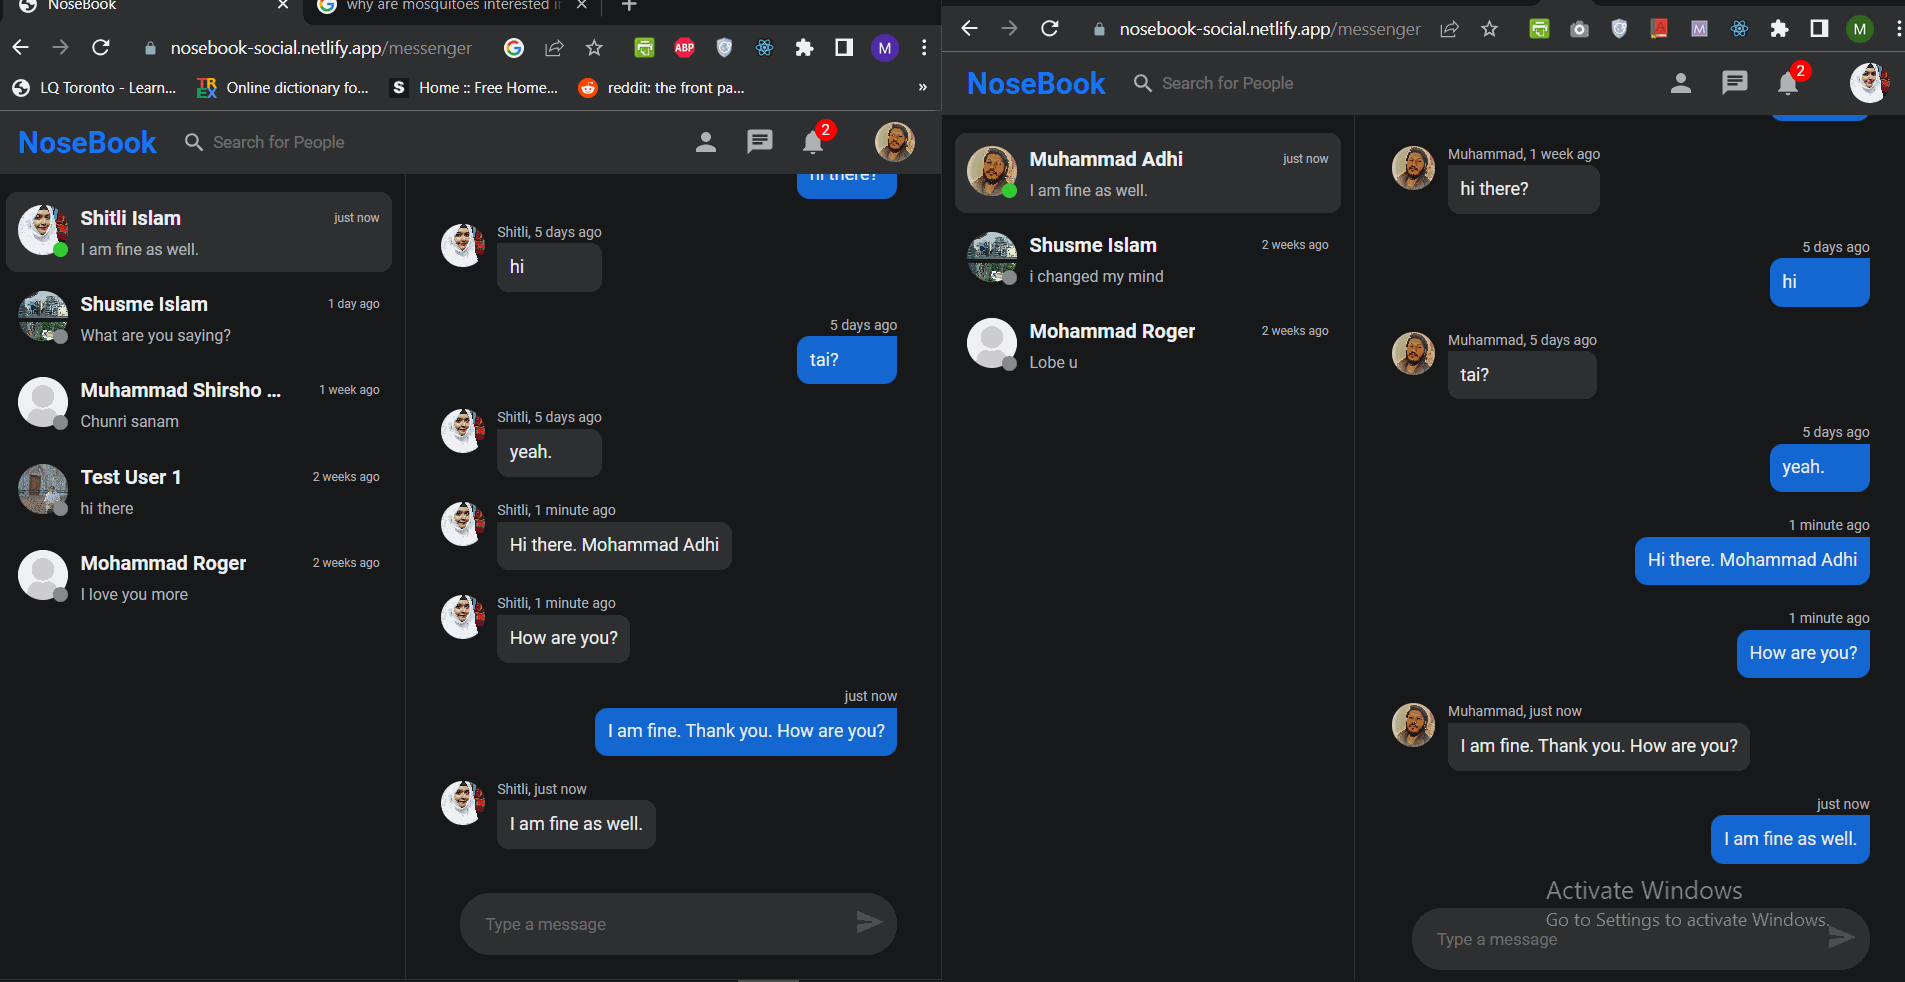 NoseBook
why are mosquitoes interested in
nosebook-social.netlify.app/messenger
ABP
M
LQ Toronto - Learn...
T-REX
Online dictionary fo...
S
Home :: Free Home...
reddit: the front pa...
»
NoseBook
Search for People
2
Shitli Islam
just now
I am fine as well.
Shusme Islam
1 day ago
What are you saying?
Muhammad Shirsho ...
1 week ago
Chunri sanam
Test User 1
2 weeks ago
hi there
Mohammad Roger
2 weeks ago
I love you more
hi there?
Shitli, 5 days ago
hi
5 days ago
tai?
Shitli, 5 days ago
yeah.
Shitli, 1 minute ago
Hi there. Mohammad Adhi
Shitli, 1 minute ago
How are you?
just now
I am fine. Thank you. How are you?
Shitli, just now
I am fine as well.
Type a message
nosebook-social.netlify.app/messenger
M
M
NoseBook
Search for People
2
Muhammad Adhi
just now
I am fine as well.
Shusme Islam
2 weeks ago
i changed my mind
Mohammad Roger
2 weeks ago
Lobe u
Muhammad, 1 week ago
hi there?
5 days ago
hi
Muhammad, 5 days ago
tai?
5 days ago
yeah.
1 minute ago
Hi there. Mohammad Adhi
1 minute ago
How are you?
Muhammad, just now
I am fine. Thank you. How are you?
just now
I am fine as well.
Activate Windows
Go to Settings to activate Windows.
Type a message